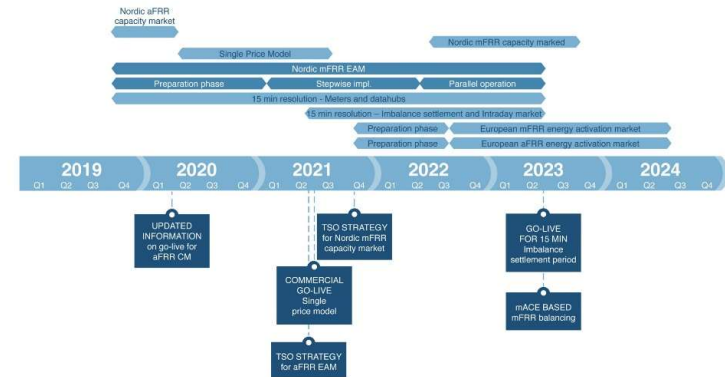 Nordic aFRR
capacity market
Nordic mFRR capacity marked
Single Price Model
Nordic mFRR EAM
Preparation phase
Stepwise impl.
Parallel operation
15 min resolution - Meters and datahubs
15 min resolution – Imbalance settlement and Intraday market
Preparation phase
European mFRR energy activation market
Preparation phase
European aFRR energy activation market
2019
2020
2021
2022
2023
2024
Q1 Q2 Q3 Q4
Q1 Q2 Q3 Q4
Q1 Q2 Q3 Q4
Q1 Q2 Q3 Q4
Q1 Q2 Q3 Q4
Q1 Q2 Q3 Q4
UPDATED
INFORMATION
on go-live for
aFRR CM
TSO STRATEGY
for Nordic mFRR
capacity market
GO-LIVE
FOR 15 MIN
Imbalance
settlement period
COMMERCIAL
GO-LIVE
Single
price model
mACE BASED
mFRR balancing
TSO STRATEGY
for aFRR EAM